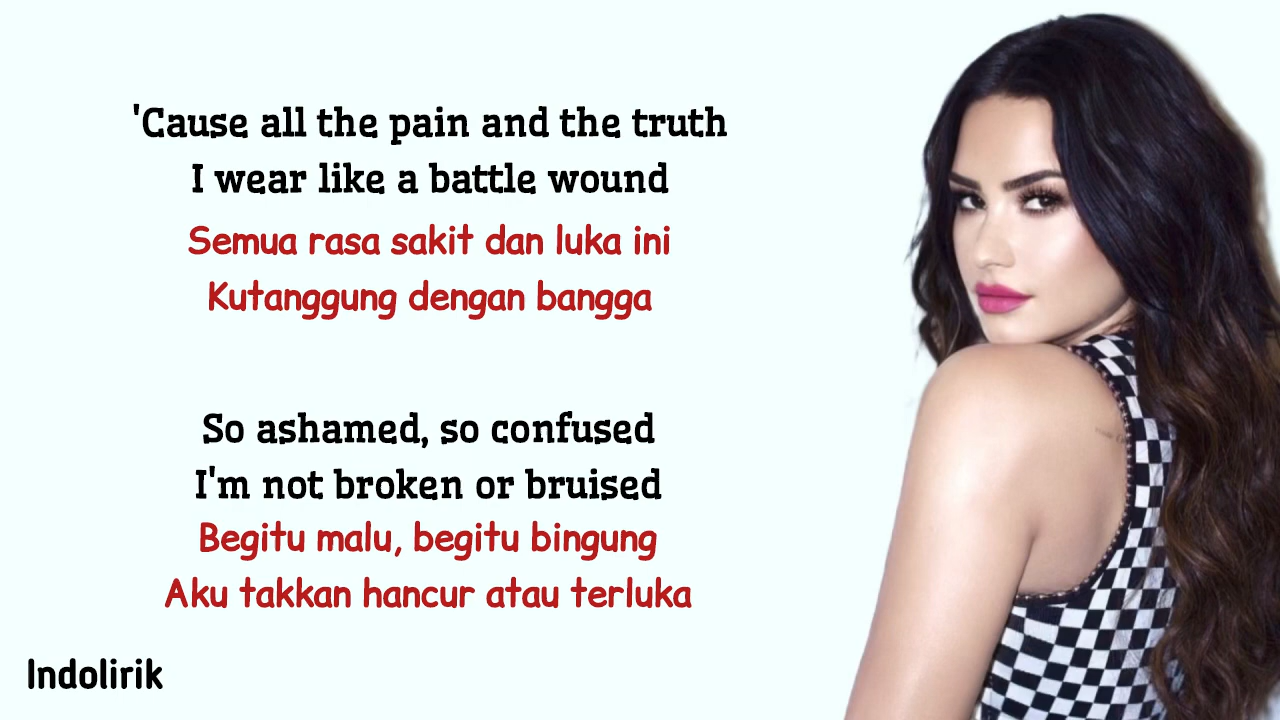 'Cause all the pain and the truth
I wear like a battle wound
Semua rasa sakit dan luka ini
Kutanggung dengan bangga
So ashamed, so confused
I'm not broken or bruised
Begitu malu, begitu bingung
Aku takkan hancur atau terluka
Indolirik